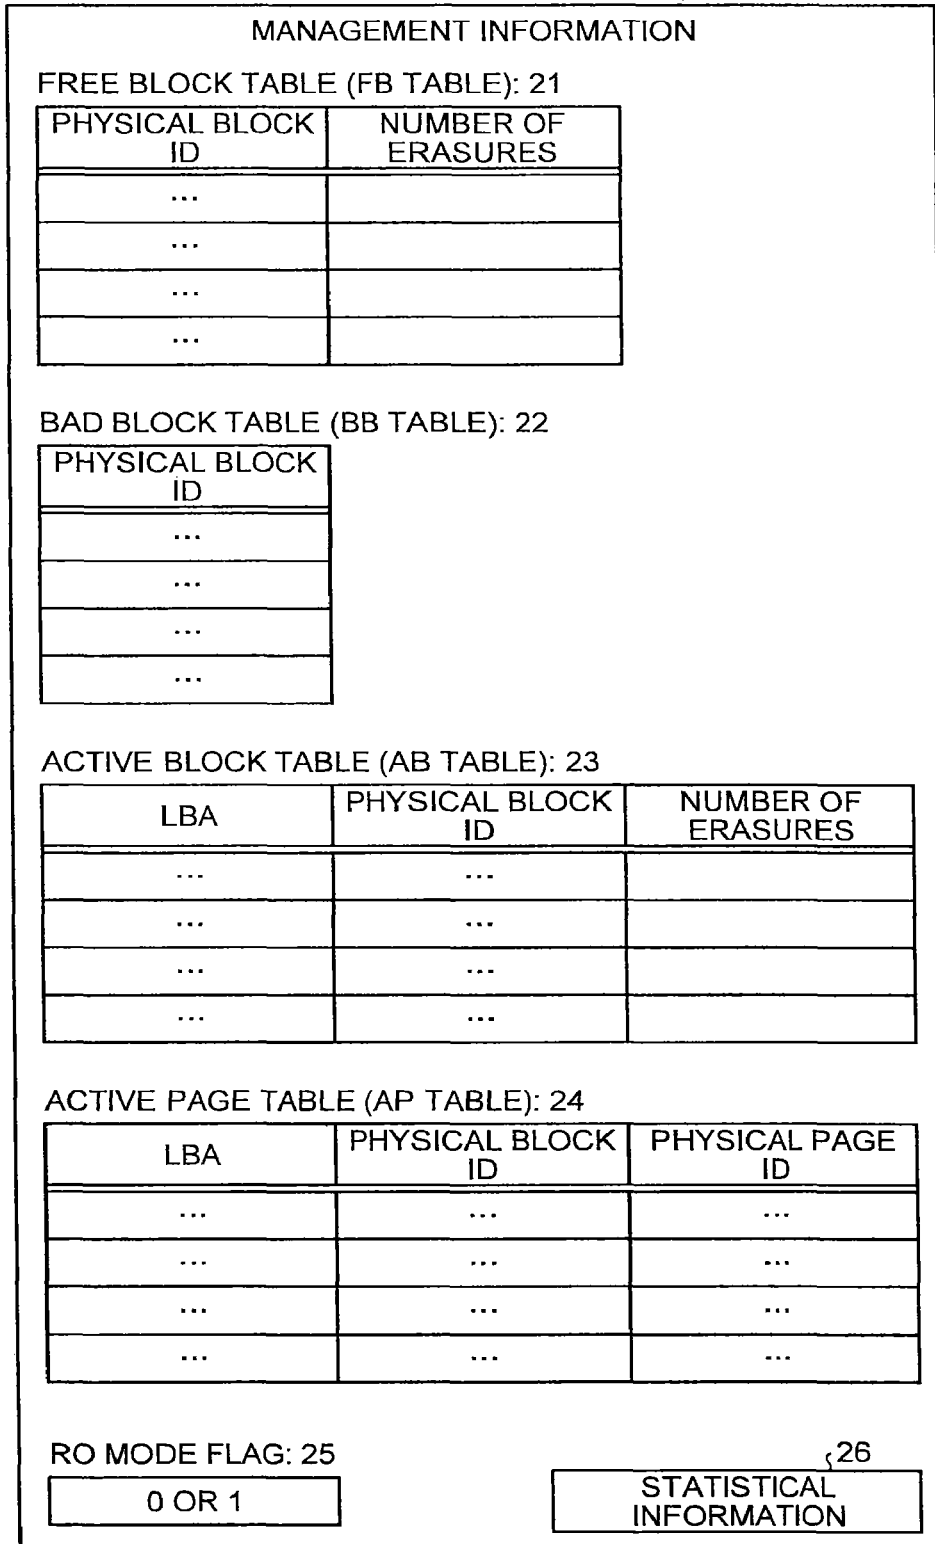 MANAGEMENT INFORMATION
FREE BLOCK TABLE (FB TABLE): 21
PHYSICAL BLOCK ID NUMBER OF ERASURES
...
...
...
...
BAD BLOCK TABLE (BB TABLE): 22
PHYSICAL BLOCK ID
...
...
...
...
ACTIVE BLOCK TABLE (AB TABLE): 23
LBA PHYSICAL BLOCK ID NUMBER OF ERASURES
... ...
... ...
... ...
... ...
ACTIVE PAGE TABLE (AP TABLE): 24
LBA PHYSICAL BLOCK ID PHYSICAL PAGE ID
... ... ...
... ... ...
... ... ...
... ... ...
RO MODE FLAG: 25
0 OR 1
26
STATISTICAL
INFORMATION